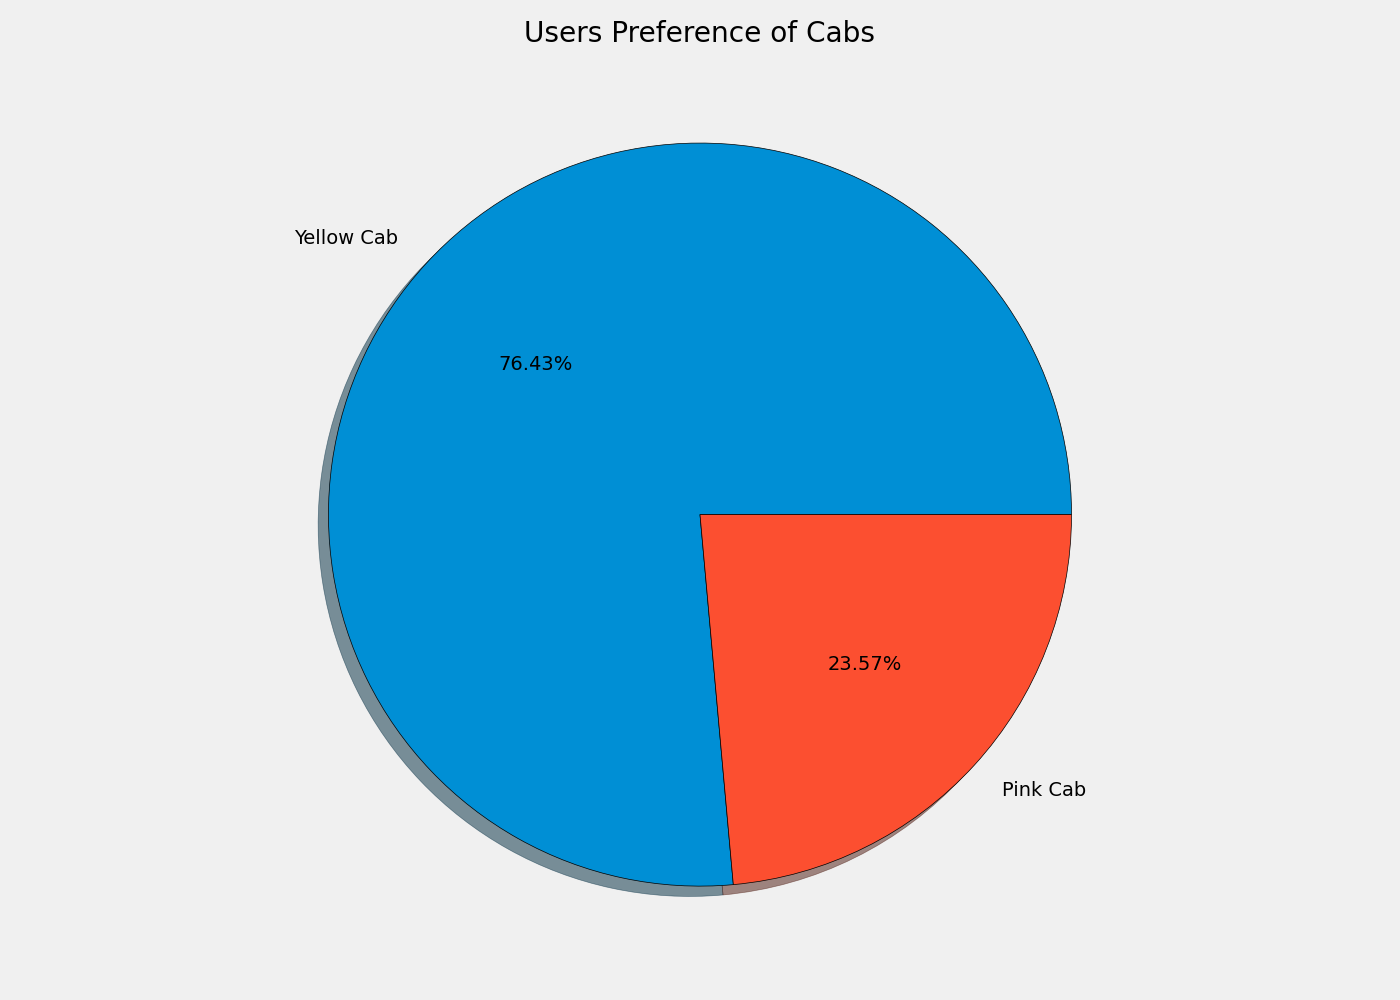 Users Preference of Cabs
Yellow Cab
76.43%
23.57%
Pink Cab